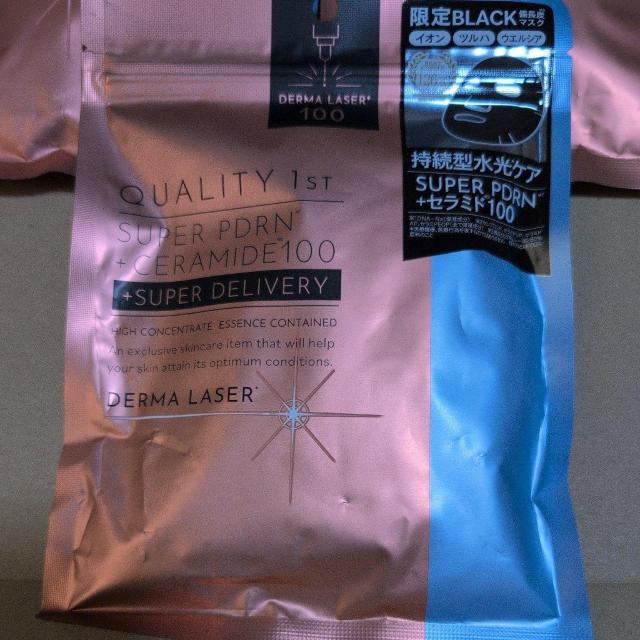 DERMA LASER*
100
限定BLACK 備長炭マスク
イオン ツルハ ウエルシア
持続型水光ケア
SUPER PDRN*
+セラミド100
QUALITY 1ST
SUPER PDRN*
+CERAMIDE100
+SUPER DELIVERY
HIGH CONCENTRATE ESSENCE CONTAINED
An exclusive skincare item that will help
your skin attain its optimum conditions.
DERMA LASER*